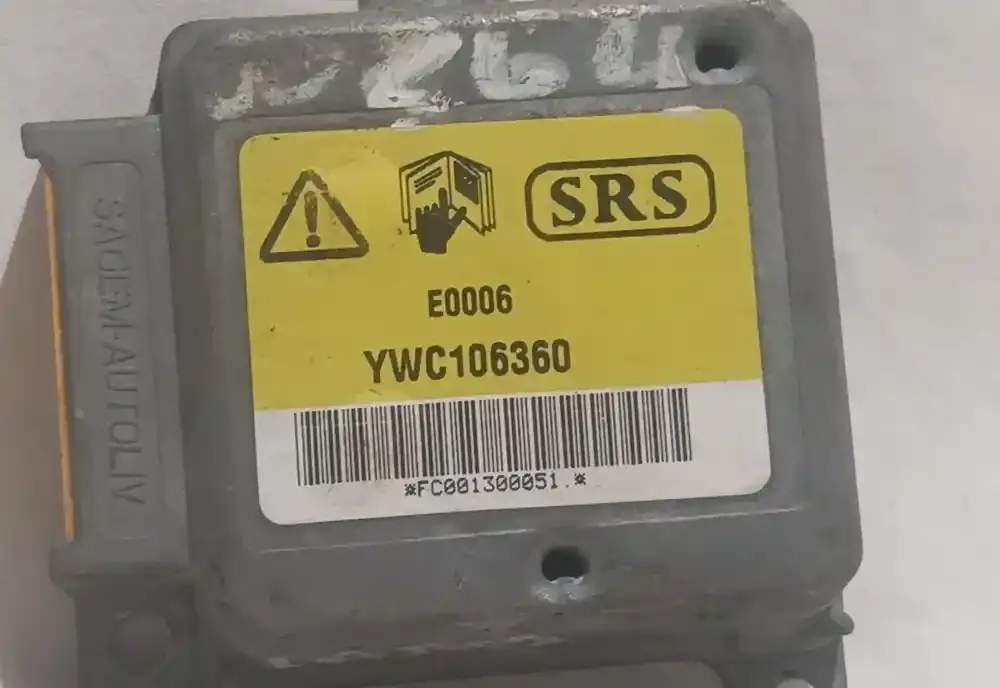 SRS
E0006
YWC106360
*FC001300051.*
SAGEM-AUTOLIV